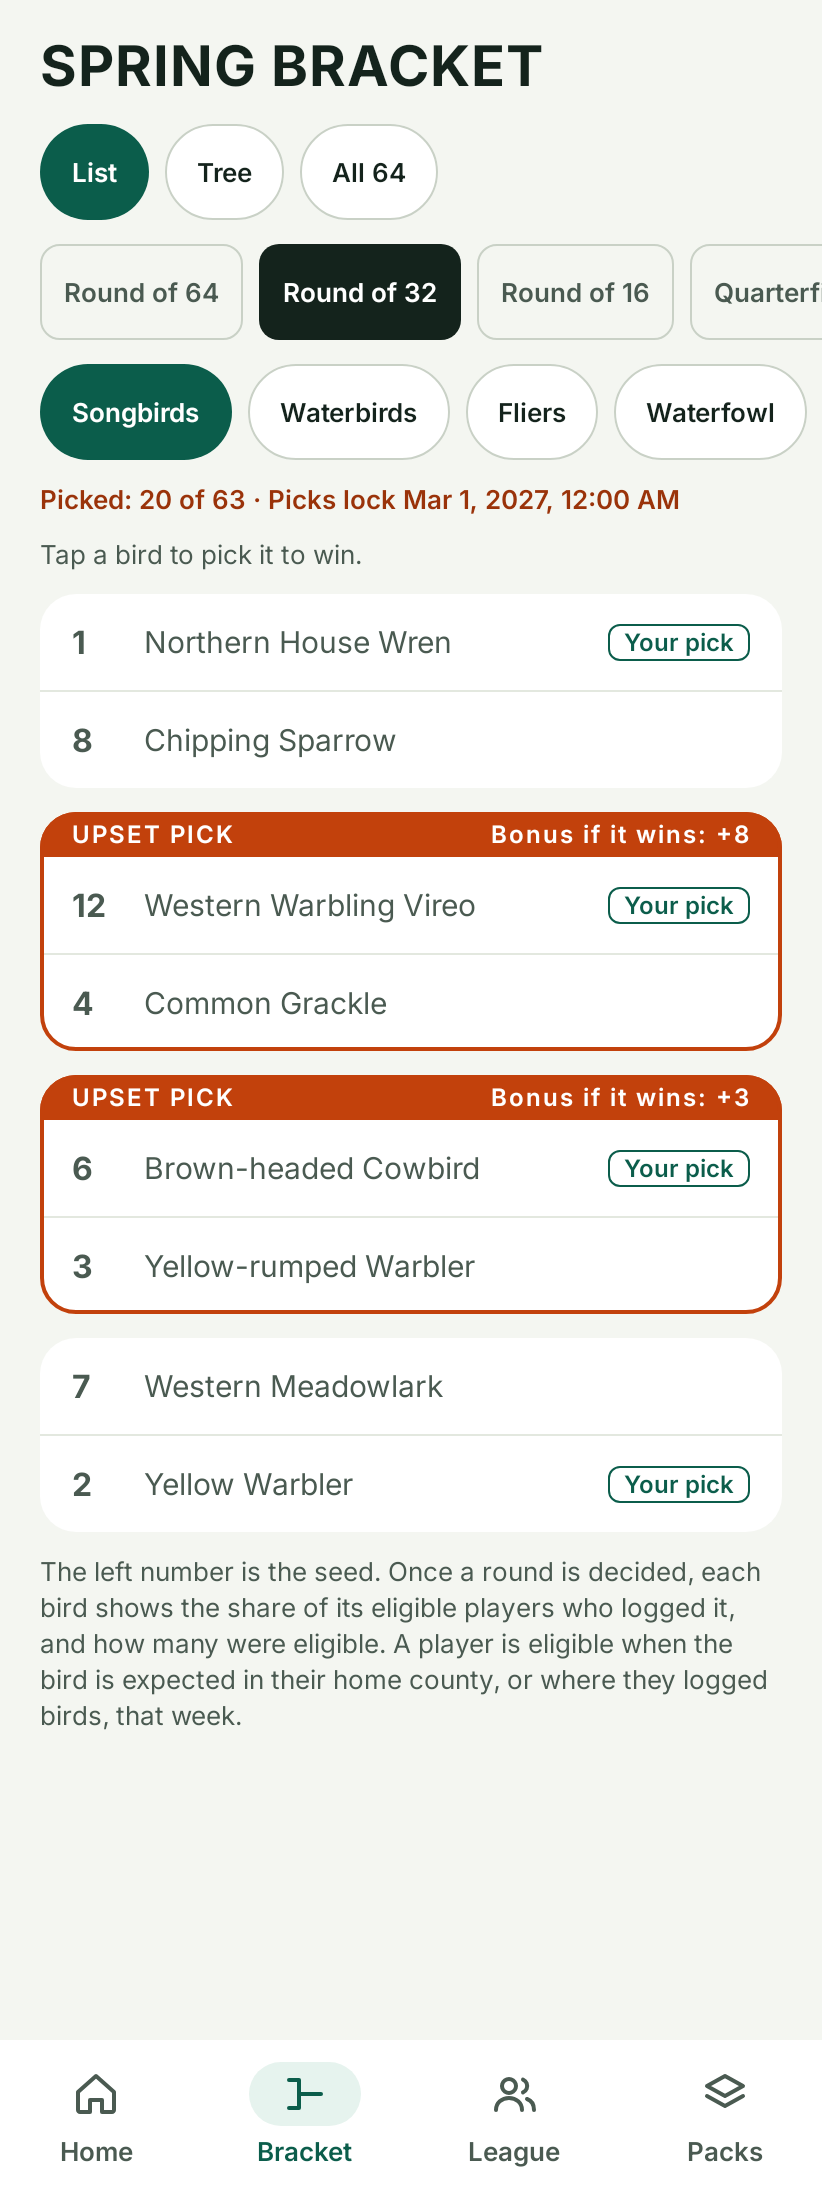 SPRING BRACKET
List Tree All 64
Round of 64 Round of 32 Round of 16 Quarterfi
Songbirds Waterbirds Fliers Waterfowl
Picked: 20 of 63 · Picks lock Mar 1, 2027, 12:00 AM
Tap a bird to pick it to win.
1 Northern House Wren Your pick
8 Chipping Sparrow
UPSET PICK Bonus if it wins: +8
12 Western Warbling Vireo Your pick
4 Common Grackle
UPSET PICK Bonus if it wins: +3
6 Brown-headed Cowbird Your pick
3 Yellow-rumped Warbler
7 Western Meadowlark
2 Yellow Warbler Your pick
The left number is the seed. Once a round is decided, each
bird shows the share of its eligible players who logged it,
and how many were eligible. A player is eligible when the
bird is expected in their home county, or where they logged
birds, that week.
Home Bracket League Packs